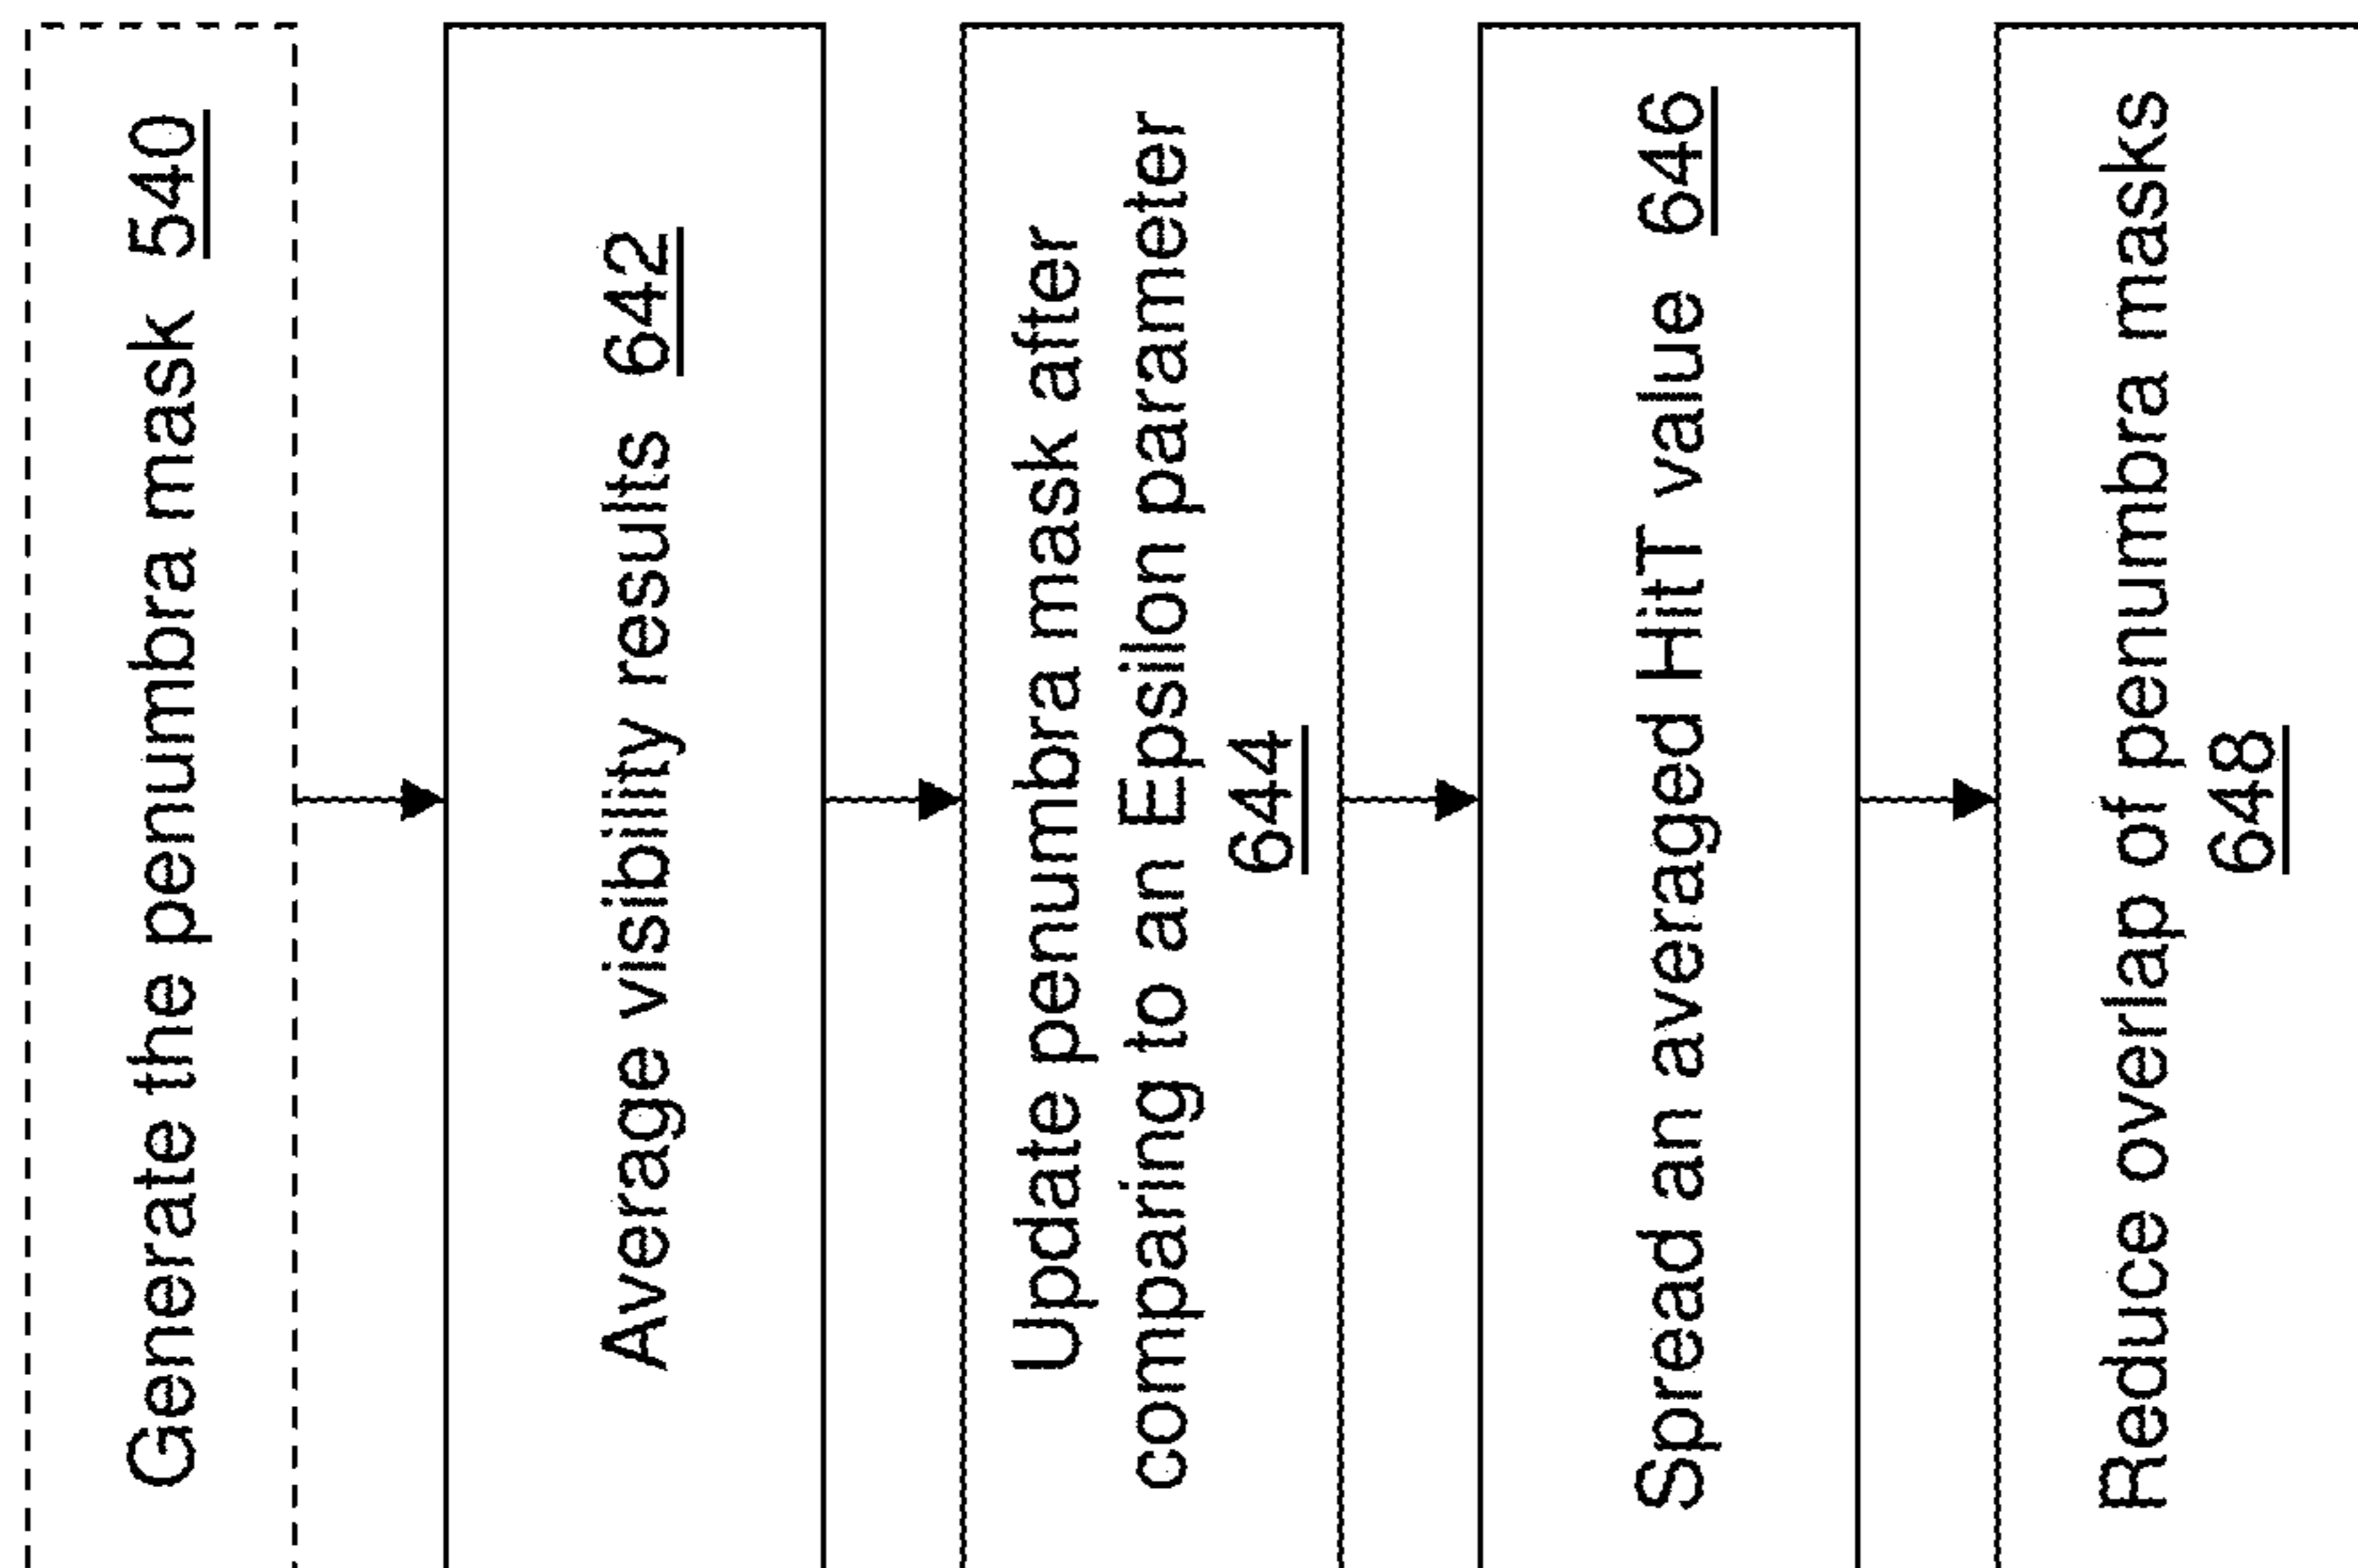 Generate the penumbra mask 540
Average visibility results 642
Update penumbra mask after
comparing to an Epsilon parameter
644
Spread an averaged HitT value 646
Reduce overlap of penumbra masks
648